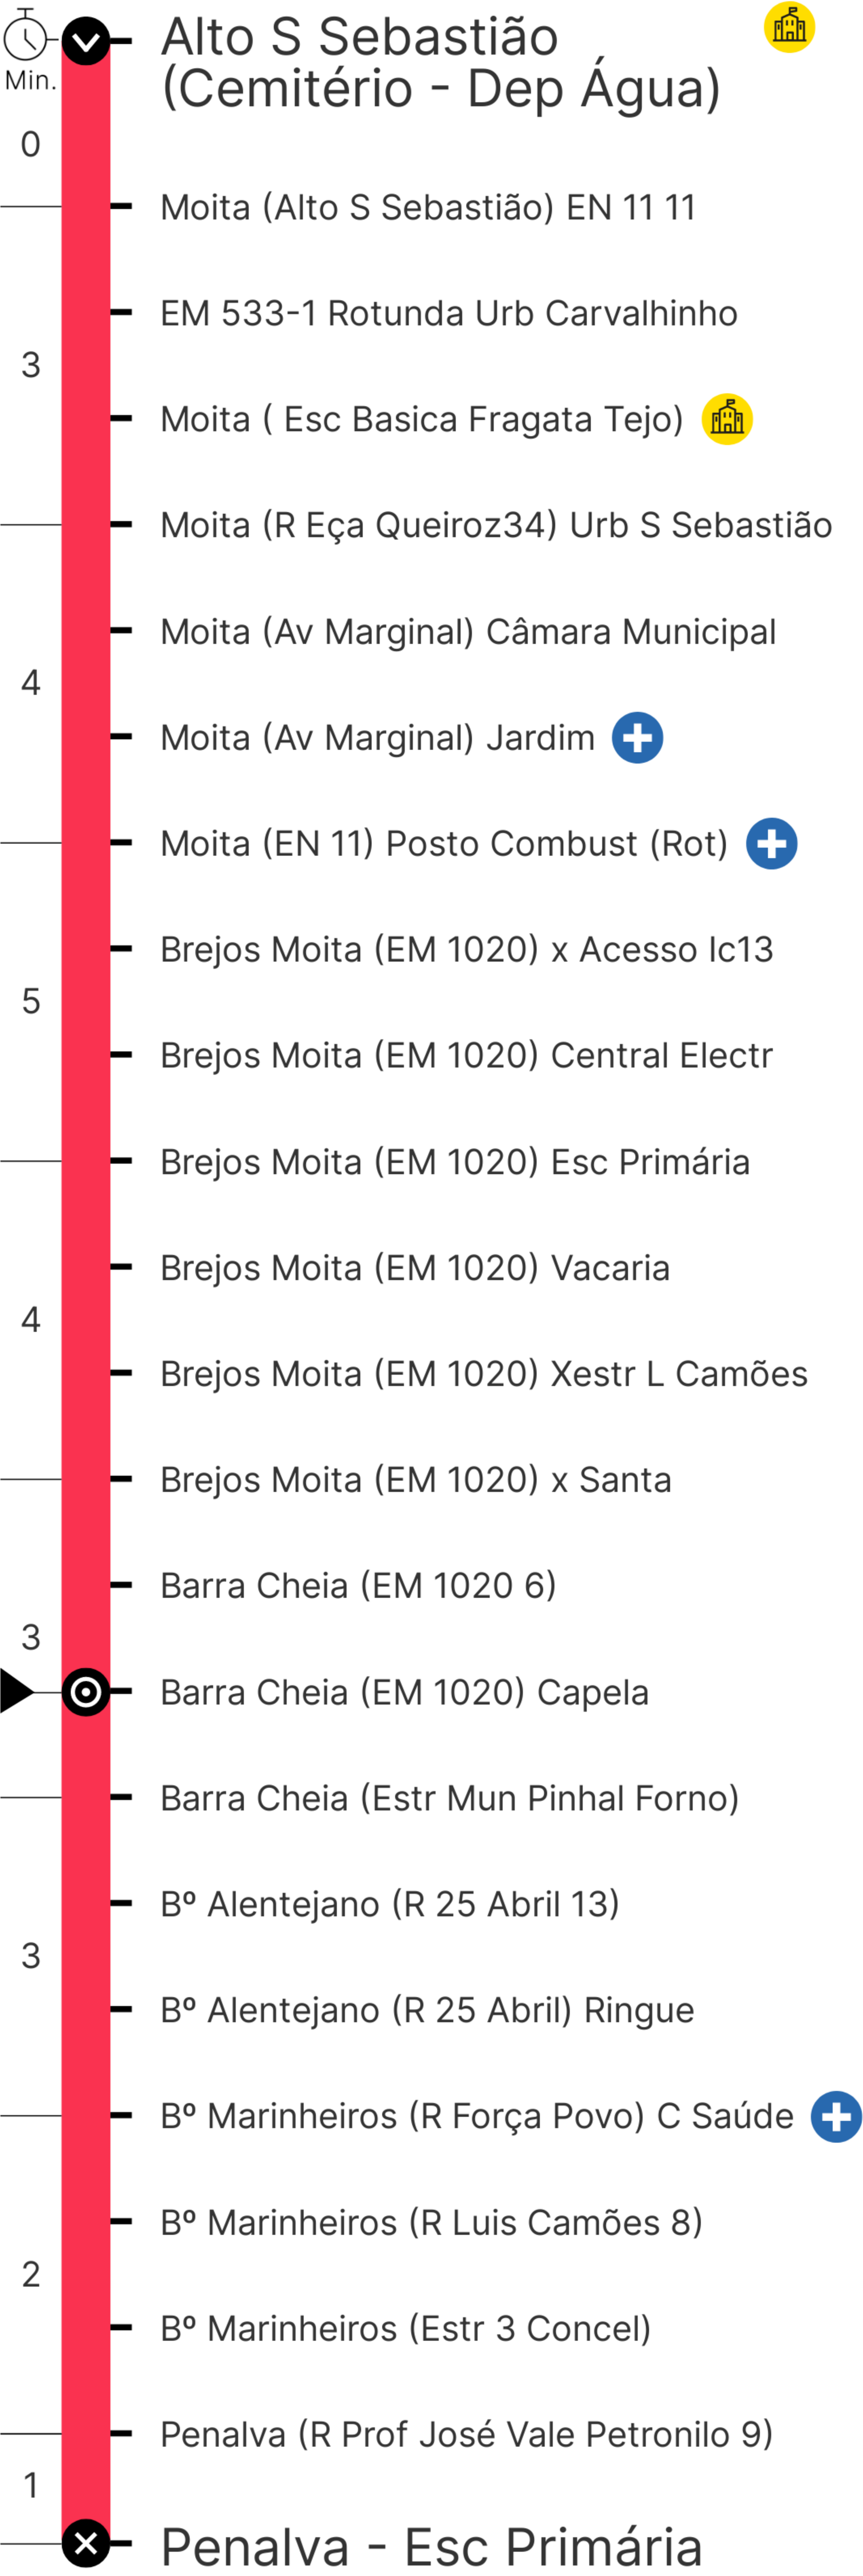 Alto S Sebastião
(Cemitério - Dep Água)
Min.
0
Moita (Alto S Sebastião) EN 11 11
EM 533-1 Rotunda Urb Carvalhinho
3
Moita ( Esc Basica Fragata Tejo)
Moita (R Eça Queiroz34) Urb S Sebastião
Moita (Av Marginal) Câmara Municipal
4
Moita (Av Marginal) Jardim
Moita (EN 11) Posto Combust (Rot)
Brejos Moita (EM 1020) x Acesso Ic13
5
Brejos Moita (EM 1020) Central Electr
Brejos Moita (EM 1020) Esc Primária
Brejos Moita (EM 1020) Vacaria
4
Brejos Moita (EM 1020) Xestr L Camões
Brejos Moita (EM 1020) x Santa
Barra Cheia (EM 1020 6)
3
Barra Cheia (EM 1020) Capela
Barra Cheia (Estr Mun Pinhal Forno)
Bº Alentejano (R 25 Abril 13)
3
Bº Alentejano (R 25 Abril) Ringue
Bº Marinheiros (R Força Povo) C Saúde
Bº Marinheiros (R Luis Camões 8)
2
Bº Marinheiros (Estr 3 Concel)
Penalva (R Prof José Vale Petronilo 9)
1
Penalva - Esc Primária